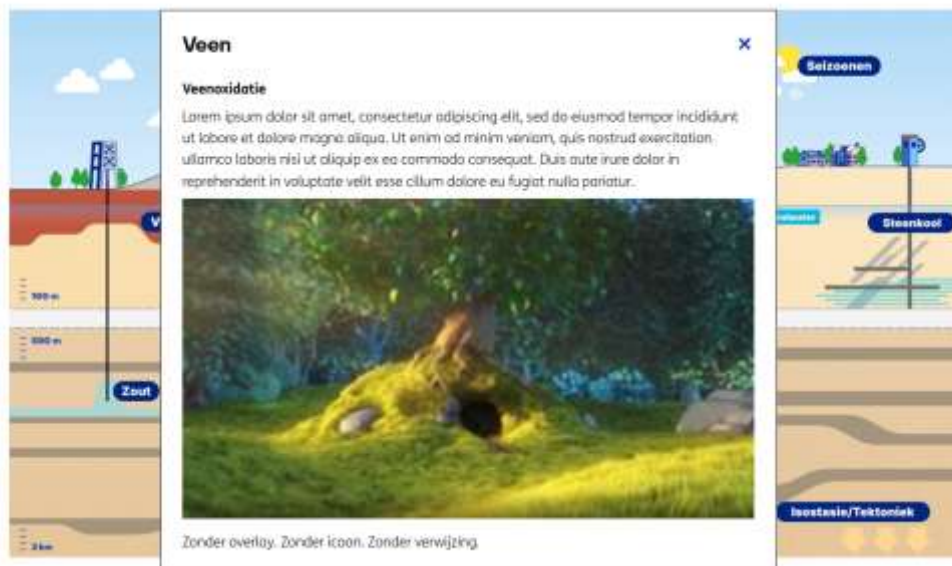 Veen
×
Veenoxidatie
Lorem ipsum dolor sit amet, consectetur adipiscing elit, sed do eiusmod tempor incididunt
ut labore et dolore magna aliqua. Ut enim ad minim veniam, quis nostrud exercitation
ullamco laboris nisi ut aliquip ex ea commodo consequat. Duis aute irure dolor in
reprehenderit in voluptate velit esse cillum dolore eu fugiat nulla pariatur.
Zonder overlay. Zonder icoon. Zonder verwijzing.
V
100 m
500 m
Zout
2 km
Seizoenen
Steenkool
Isostasie/Tektoniek